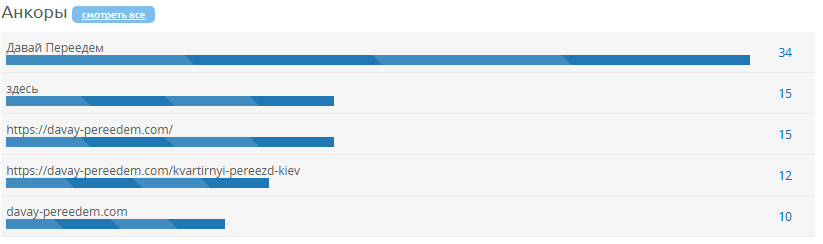 Анкоры смотреть все
Давай Переедем 34
здесь 15
https://davay-pereedem.com/ 15
https://davay-pereedem.com/kvartirnyi-pereezd-kiev 12
davay-pereedem.com 10